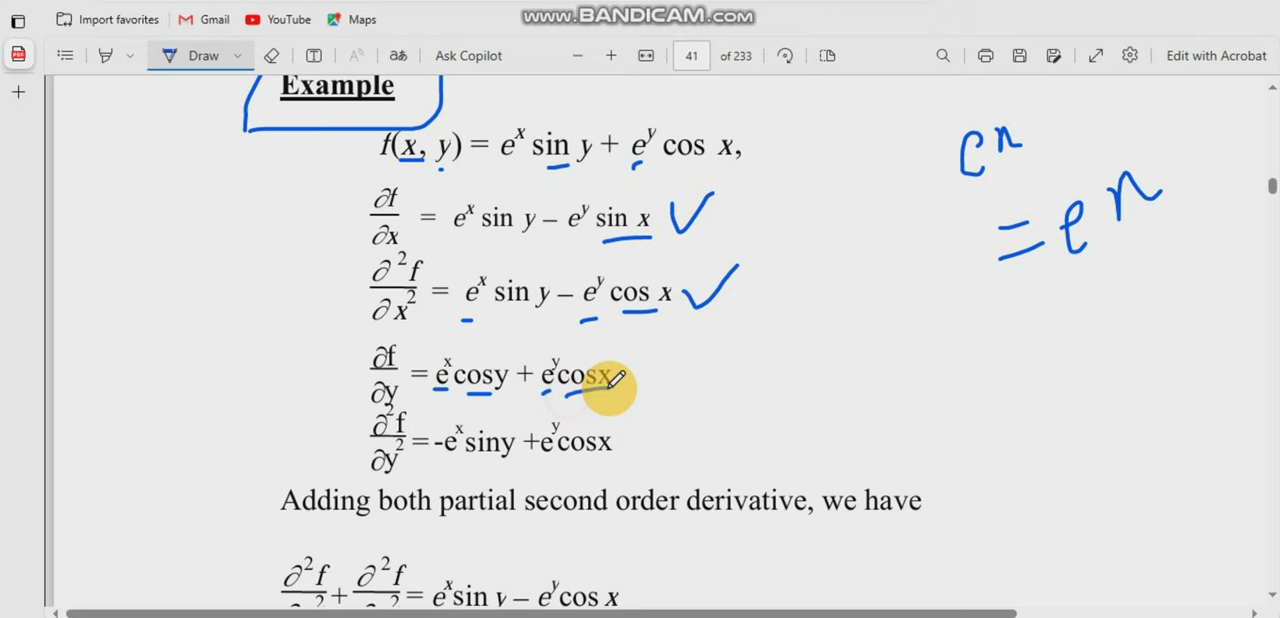 www.BANDICAM.com
Import favorites Gmail YouTube Maps
Draw aあ Ask Copilot 41 of 233 Edit with Acrobat
Example
f(x, y) = e^x sin y + e^y cos x,
∂f/∂x = e^x sin y – e^y sin x
∂²f/∂x² = e^x sin y – e^y cos x
∂f/∂y = e^x cosy + e^y cosx
∂²f/∂y² = -e^x siny +e^y cosx
Adding both partial second order derivative, we have
∂²f + ∂²f = e^x sin y – e^y cos x
= e